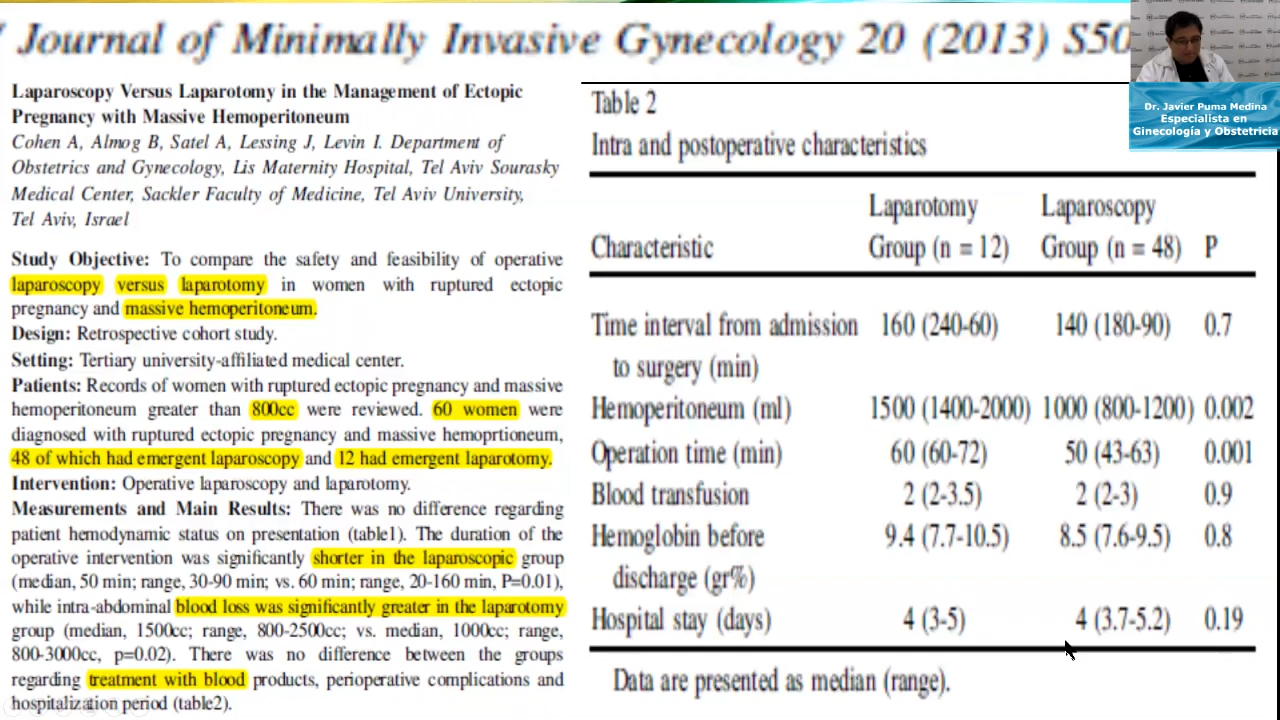 Journal of Minimally Invasive Gynecology 20 (2013) S50
Dr. Javier Puma Medina
Especialista en
Ginecología y Obstetricia
Laparoscopy Versus Laparotomy in the Management of Ectopic
Pregnancy with Massive Hemoperitoneum
Cohen A, Almog B, Satel A, Lessing J, Levin I. Department of
Obstetrics and Gynecology, Lis Maternity Hospital, Tel Aviv Sourasky
Medical Center, Sackler Faculty of Medicine, Tel Aviv University,
Tel Aviv, Israel
Study Objective: To compare the safety and feasibility of operative
laparoscopy versus laparotomy in women with ruptured ectopic
pregnancy and massive hemoperitoneum.
Design: Retrospective cohort study.
Setting: Tertiary university-affiliated medical center.
Patients: Records of women with ruptured ectopic pregnancy and massive
hemoperitoneum greater than 800cc were reviewed. 60 women were
diagnosed with ruptured ectopic pregnancy and massive hemoprtioneum,
48 of which had emergent laparoscopy and 12 had emergent laparotomy.
Intervention: Operative laparoscopy and laparotomy.
Measurements and Main Results: There was no difference regarding
patient hemodynamic status on presentation (table1). The duration of the
operative intervention was significantly shorter in the laparoscopic group
(median, 50 min; range, 30-90 min; vs. 60 min; range, 20-160 min, P=0.01),
while intra-abdominal blood loss was significantly greater in the laparotomy
group (median, 1500cc; range, 800-2500cc; vs. median, 1000cc; range,
800-3000cc, p=0.02). There was no difference between the groups
regarding treatment with blood products, perioperative complications and
hospitalization period (table2).
Table 2
Intra and postoperative characteristics
Laparotomy Laparoscopy
Characteristic Group (n = 12) Group (n = 48) P
Time interval from admission 160 (240-60) 140 (180-90) 0.7
to surgery (min)
Hemoperitoneum (ml) 1500 (1400-2000) 1000 (800-1200) 0.002
Operation time (min) 60 (60-72) 50 (43-63) 0.001
Blood transfusion 2 (2-3.5) 2 (2-3) 0.9
Hemoglobin before 9.4 (7.7-10.5) 8.5 (7.6-9.5) 0.8
discharge (gr%)
Hospital stay (days) 4 (3-5) 4 (3.7-5.2) 0.19
Data are presented as median (range).